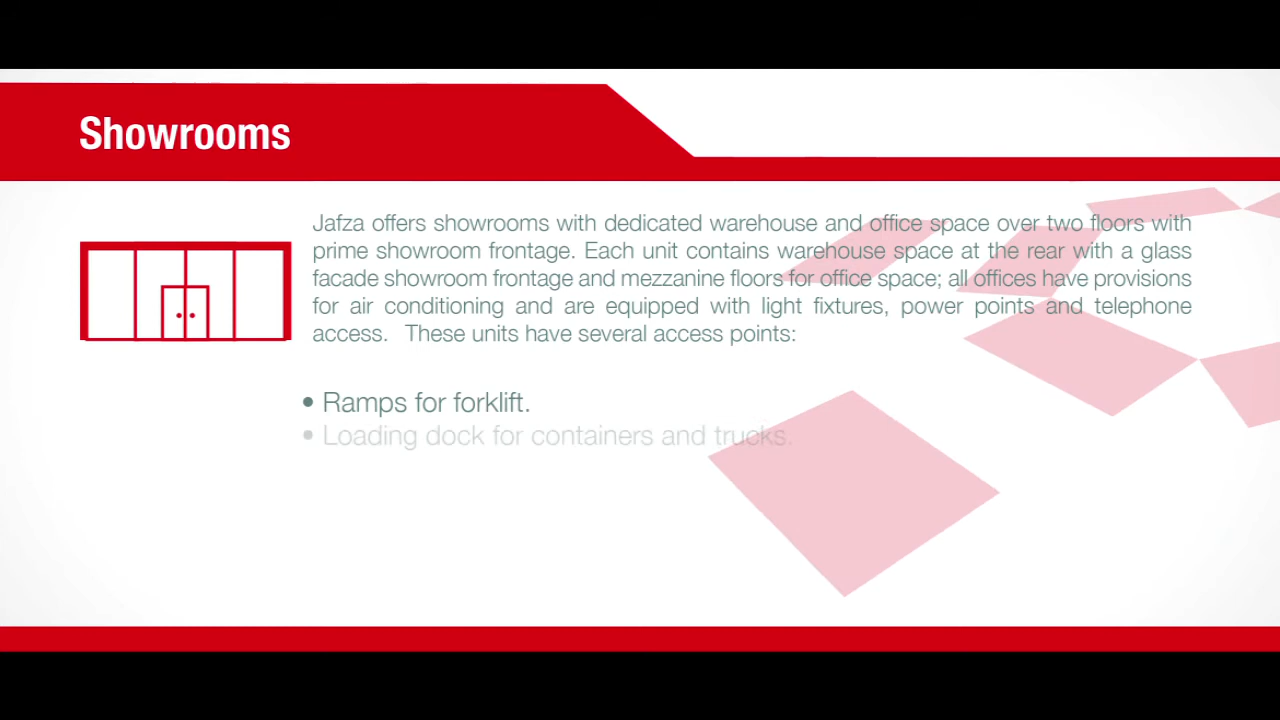 Showrooms
Jafza offers showrooms with dedicated warehouse and office space over two floors with
prime showroom frontage. Each unit contains warehouse space at the rear with a glass
facade showroom frontage and mezzanine floors for office space; all offices have provisions
for air conditioning and are equipped with light fixtures, power points and telephone
access. These units have several access points:
• Ramps for forklift.
• Loading dock for containers and trucks.